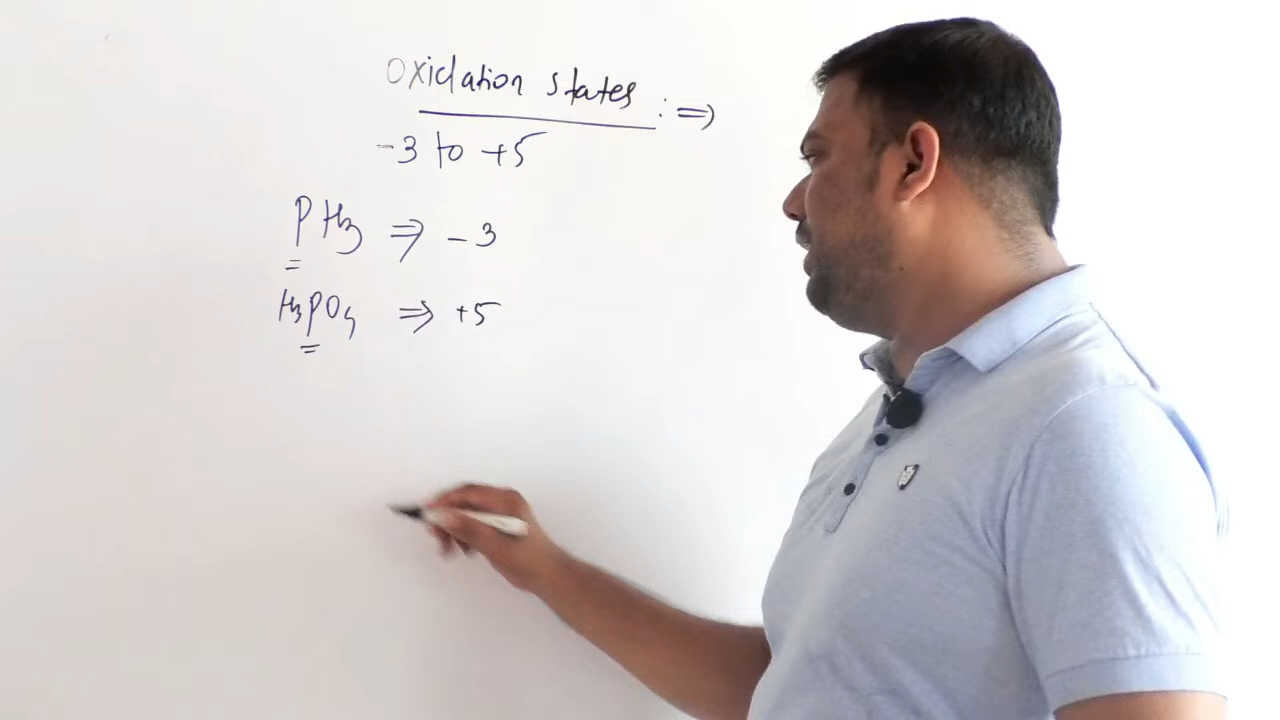 Oxidation states : ⇒
-3 to +5
PH3 ⇒ -3
H3PO4 ⇒ +5